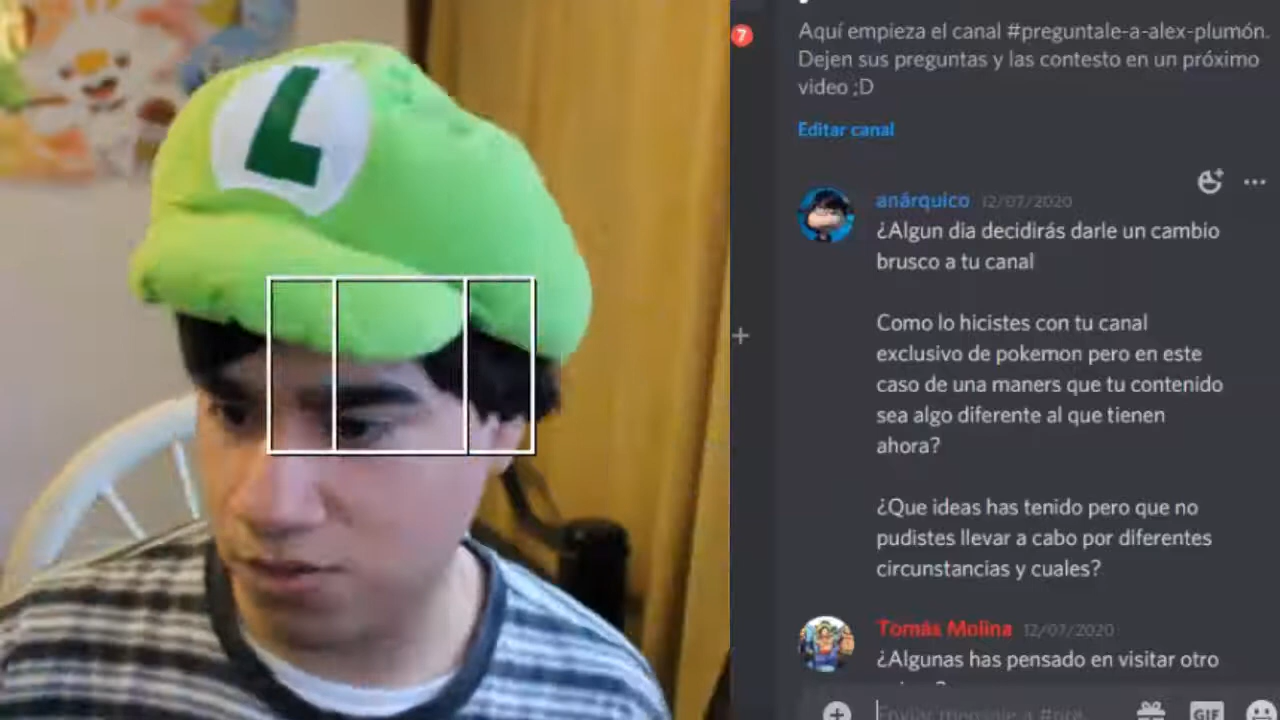 L
7
Aquí empieza el canal #preguntale-a-alex-plumón.
Dejen sus preguntas y las contesto en un próximo
video ;D
Editar canal
anárquico 12/07/2020
¿Algun dia decidirás darle un cambio
brusco a tu canal
Como lo hicistes con tu canal
exclusivo de pokemon pero en este
caso de una maners que tu contenido
sea algo diferente al que tienen
ahora?
¿Que ideas has tenido pero que no
pudistes llevar a cabo por diferentes
circunstancias y cuales?
Tomás Molina 12/07/2020
¿Algunas has pensado en visitar otro
GIF